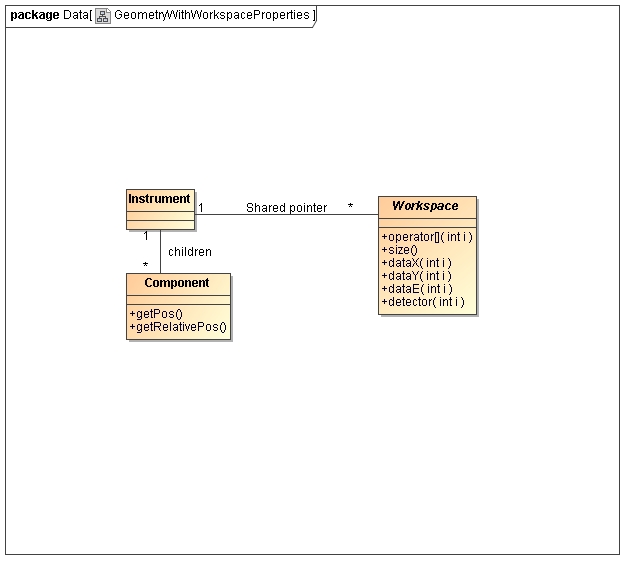 package Data[ GeometryWithWorkspaceProperties ]
Instrument
1
Shared pointer
*
Workspace
+operator[]( int i )
+size()
+dataX( int i )
+dataY( int i )
+dataE( int i )
+detector( int i )
1
children
*
Component
+getPos()
+getRelativePos()